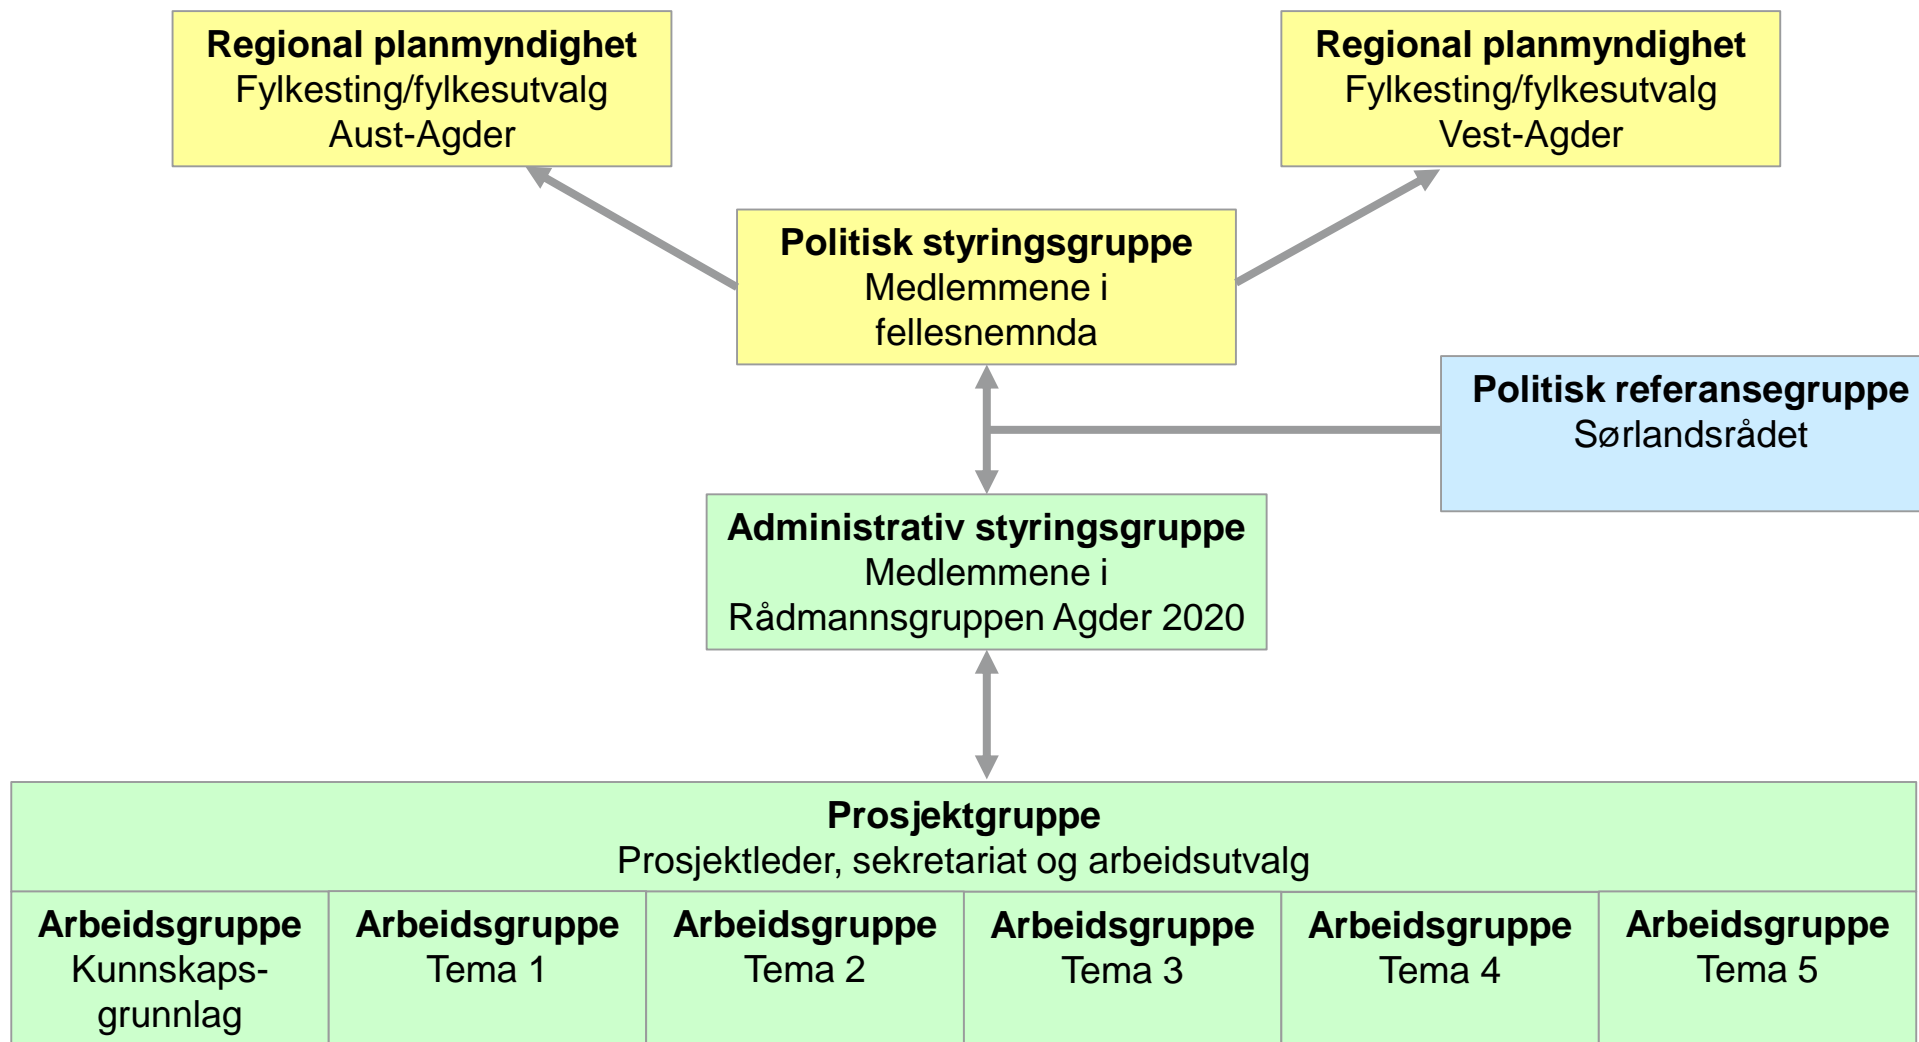 Regional planmyndighet
Fylkesting/fylkesutvalg
Aust-Agder
Regional planmyndighet
Fylkesting/fylkesutvalg
Vest-Agder
Politisk styringsgruppe
Medlemmene i
fellesnemnda
Politisk referansegruppe
Sørlandsrådet
Administrativ styringsgruppe
Medlemmene i
Rådmannsgruppen Agder 2020
Prosjektgruppe
Prosjektleder, sekretariat og arbeidsutvalg
Arbeidsgruppe
Kunnskaps-
grunnlag
Arbeidsgruppe
Tema 1
Arbeidsgruppe
Tema 2
Arbeidsgruppe
Tema 3
Arbeidsgruppe
Tema 4
Arbeidsgruppe
Tema 5